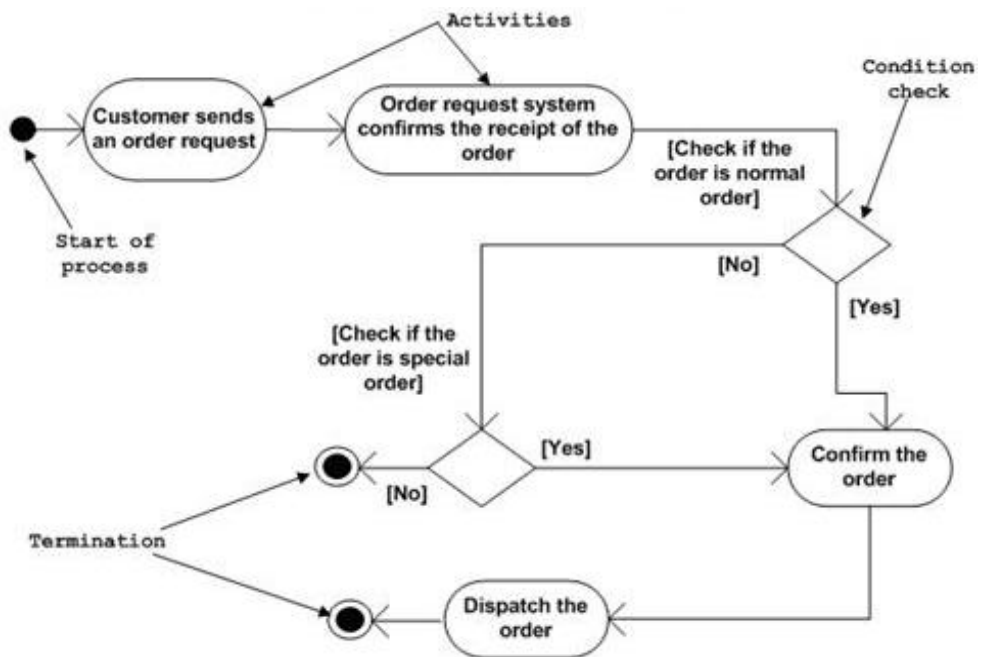 Activities
Condition
check
Customer sends
an order request
Order request system
confirms the receipt of the
order
[Check if the
order is normal
order]
Start of
process
[No]
[Yes]
[Check if the
order is special
order]
[Yes]
[No]
Confirm the
order
Termination
Dispatch the
order